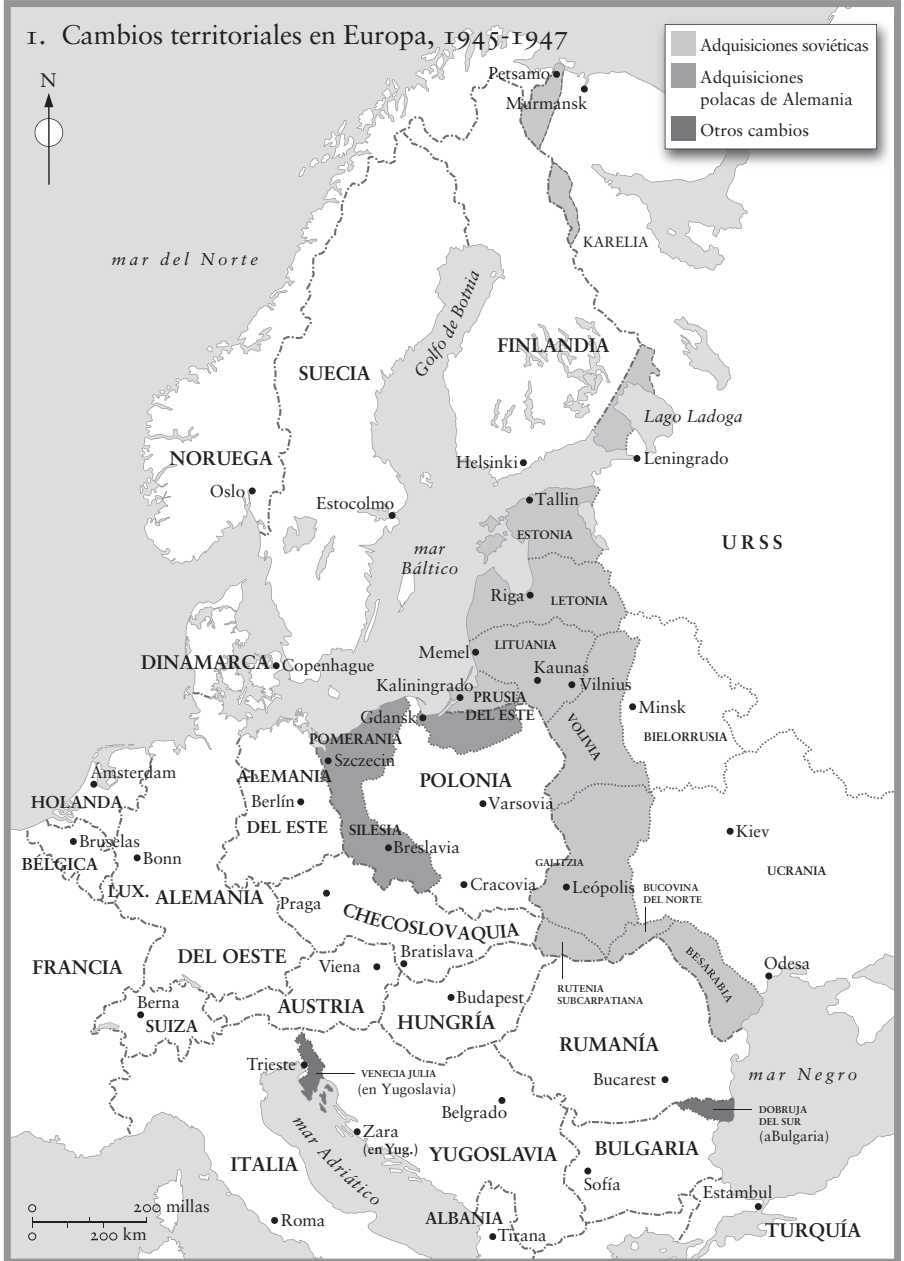 1. Cambios territoriales en Europa, 1945-1947
Adquisiciones soviéticas
Adquisiciones
polacas de Alemania
Otros cambios
N
Petsamo
Murmansk
KARELIA
mar del Norte
Golfo de Botnia
FINLANDIA
SUECIA
Lago Ladoga
NORUEGA
Helsinki
Leningrado
Oslo
Estocolmo
Tallin
ESTONIA
URSS
mar
Báltico
Riga
LETONIA
LITUANIA
Memel
DINAMARCA
Copenhague
Kaunas
Vilnius
Kaliningrado
PRUSIA
DEL ESTE
Minsk
Gdansk
VOLIVIA
BIELORRUSIA
POMERANIA
Szczecin
Ámsterdam
ALEMANIA
DEL ESTE
POLONIA
HOLANDA
Berlín
Varsovia
SILESIA
Kiev
Bruselas
BÉLGICA
Bonn
Breslavia
GALITZIA
UCRANIA
Cracovia
Leópolis
BUCOVINA
DEL NORTE
LUX.
ALEMANIA
DEL OESTE
Praga
CHECOSLOVAQUIA
Bratislava
FRANCIA
Viena
BESARABIA
Odesa
RUTENIA
SUBCARPATIANA
Berna
SUIZA
AUSTRIA
Budapest
HUNGRÍA
RUMANÍA
Trieste
VENECIA JULIA
(en Yugoslavia)
Bucarest
mar Negro
Belgrado
DOBRUJA
DEL SUR
(aBulgaria)
Zara
(en Yug.)
mar Adriático
YUGOSLAVIA
BULGARIA
ITALIA
Sofía
Estambul
0 200 millas
0 200 km
Roma
ALBANIA
Tirana
TURQUÍA